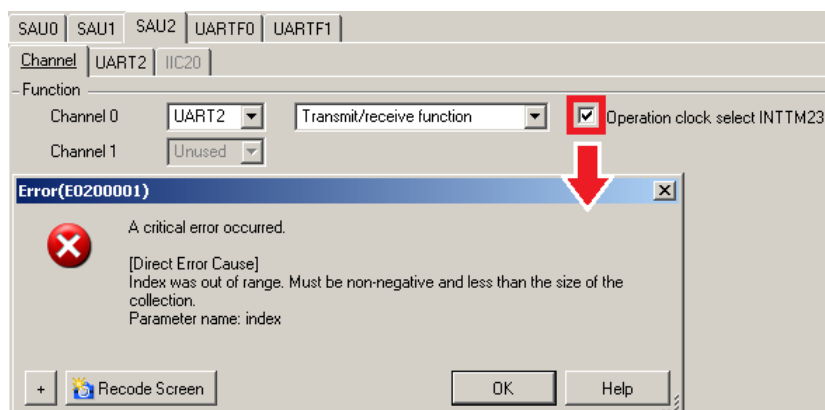 SAU0 SAU1 SAU2 UARTF0 UARTF1
Channel UART2 IIC20
Function
Channel 0 UART2 Transmit/receive function Operation clock select INTTM23
Channel 1 Unused
Error(E0200001)
A critical error occurred.
[Direct Error Cause]
Index was out of range. Must be non-negative and less than the size of the
collection.
Parameter name: index
+ Recode Screen OK Help